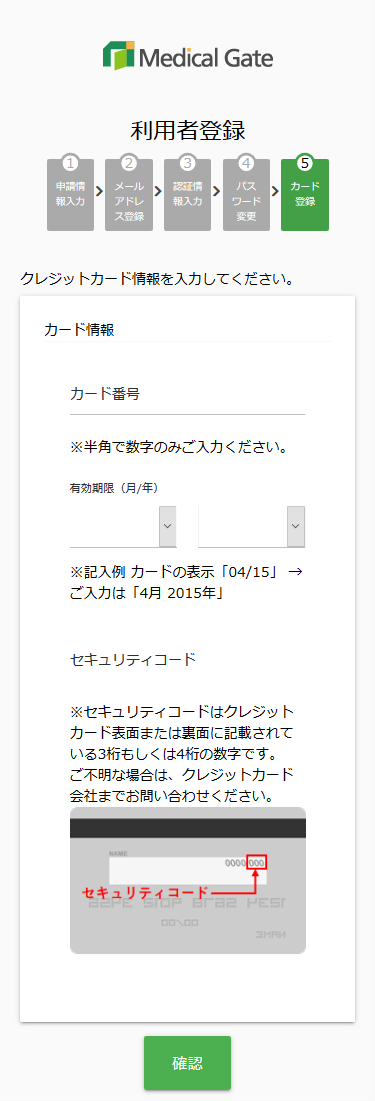 Medical Gate
利用者登録
1
申請情
報入力
2
メール
アドレ
ス登録
3
認証情
報入力
4
パス
ワード
変更
5
カード
登録
クレジットカード情報を入力してください。
カード情報
カード番号
※半角で数字のみご入力ください。
有効期限（月/年）
※記入例 カードの表示「04/15」 →
ご入力は「4月 2015年」
セキュリティコード
※セキュリティコードはクレジット
カード表面または裏面に記載されて
いる3桁もしくは4桁の数字です。
ご不明な場合は、クレジットカード
会社までお問い合わせください。
NAME
0000 000
セキュリティコード
00/00
NAME
確認